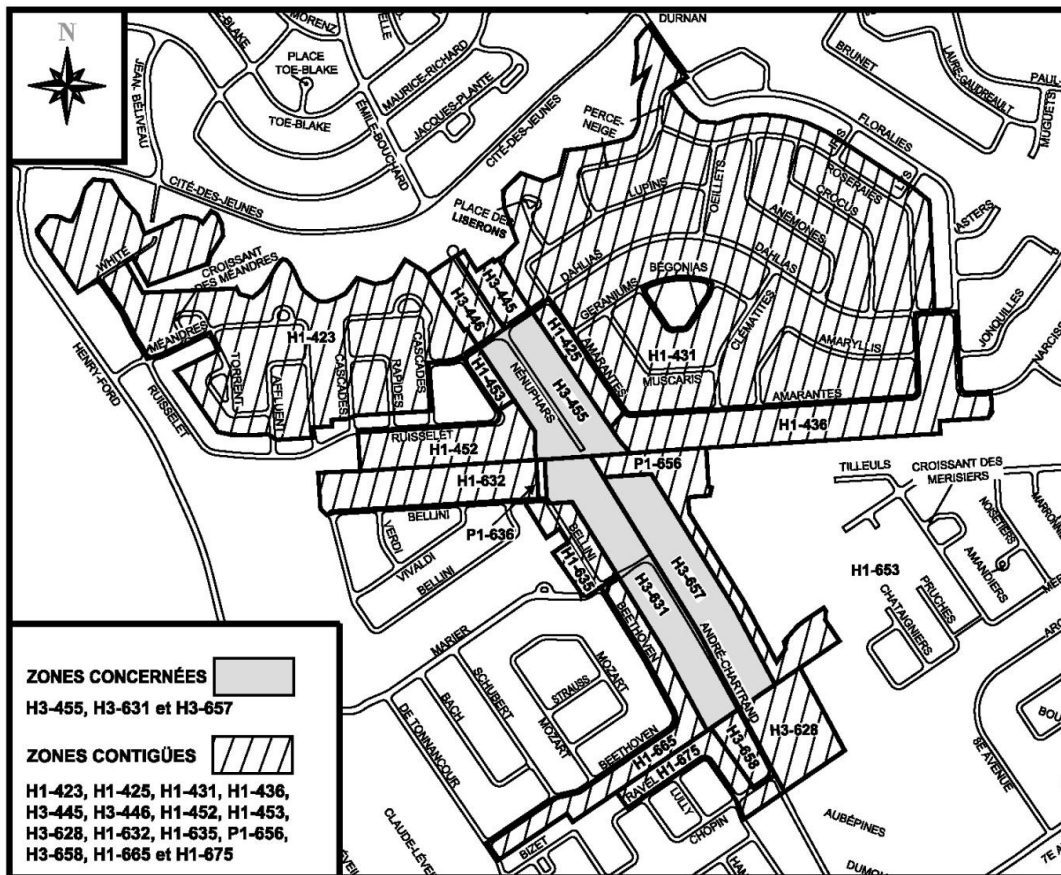 N
DURNAN
MORENZ
PLACE
TOE-BLAKE
TOE-BLAKE
MAURICE-RICHARD
JACQUES-PLANTE
ÉMILE-BOUCHARD
JEAN-BÉLIVEAU
CITÉ-DES-JEUNES
CITÉ-DES-JEUNES
BRUNET
LAURE-GAUDREAULT
MUGUETS
FLORALIES
PERCE-
NEIGE
LUPINS
OEILLETS
ROSERAIES
CROCUS
ANÉMONES
LIS
LIS
ASTERS
PLACE DES
LISERONS
WHITE
CROISSANT
DES MÉANDRES
MÉANDRES
H1-423
TORRENT
AFFLUENT
CASCADES
RAPIDES
CASCADES
H3-446
H3-445
DAHLIAS
DAHLIAS
BÉGONIAS
GÉRANIUMS
CLÉMATITES
JONQUILLES
H1-425
AMARANTES
H1-431
MUSCARIS
AMARYLLIS
AMARANTES
H1-436
HENRY-FORD
RUISSELET
H1-453
NÉNUPHARS
H3-455
RUISSELET
H1-452
H1-632
P1-656
P1-636
BELLINI
VERDI
VIVALDI
BELLINI
BELLINI
H1-635
TILLEULS
CROISSANT DES
MERISIERS
NOISETIERS
AMANDIERS
H1-653
PRUCHES
CHATAIGNIERS
H3-657
H3-631
BEETHOVEN
ANDRÉ-CHARTRAND
MARIER
SCHUBERT
BACH
STRAUSS
MOZART
MOZART
DE TONNANCOUR
BEETHOVEN
H1-665
H1-675
RAVEL
H3-658
H3-628
LULLY
CHOPIN
BIZET
AUBÉPINES
8E AVENUE
ZONES CONCERNÉES
H3-455, H3-631 et H3-657
ZONES CONTIGÜES
H1-423, H1-425, H1-431, H1-436,
H3-445, H3-446, H1-452, H1-453,
H3-628, H1-632, H1-635, P1-656,
H3-658, H1-665 et H1-675